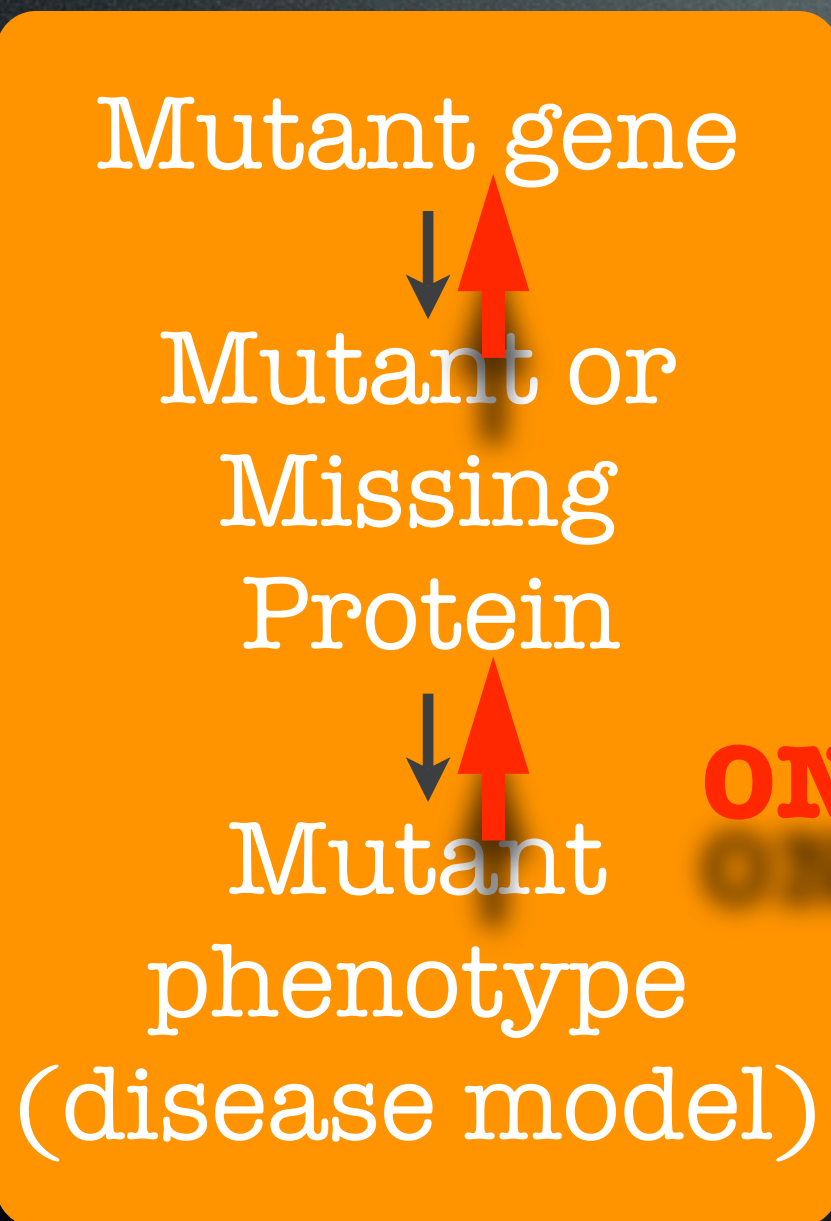 Mutant gene
Mutant or
Missing
Protein
Mutant
phenotype
(disease model)